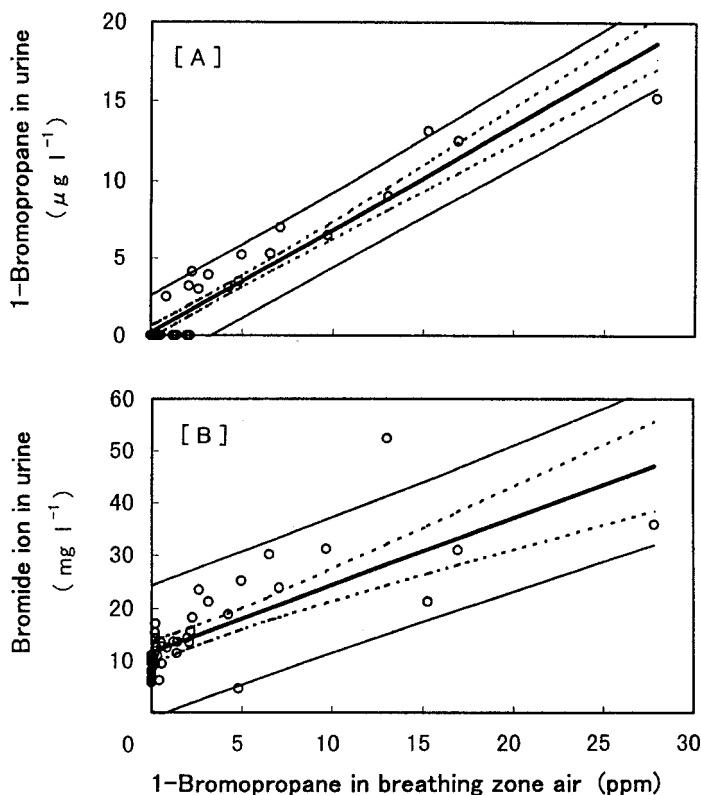 [ A ]
1-Bromopropane in urine
( μg l⁻¹ )
20
15
10
5
0
[ B ]
Bromide ion in urine
( mg l⁻¹ )
60
50
40
30
20
10
0
5
10
15
20
25
30
1-Bromopropane in breathing zone air (ppm)